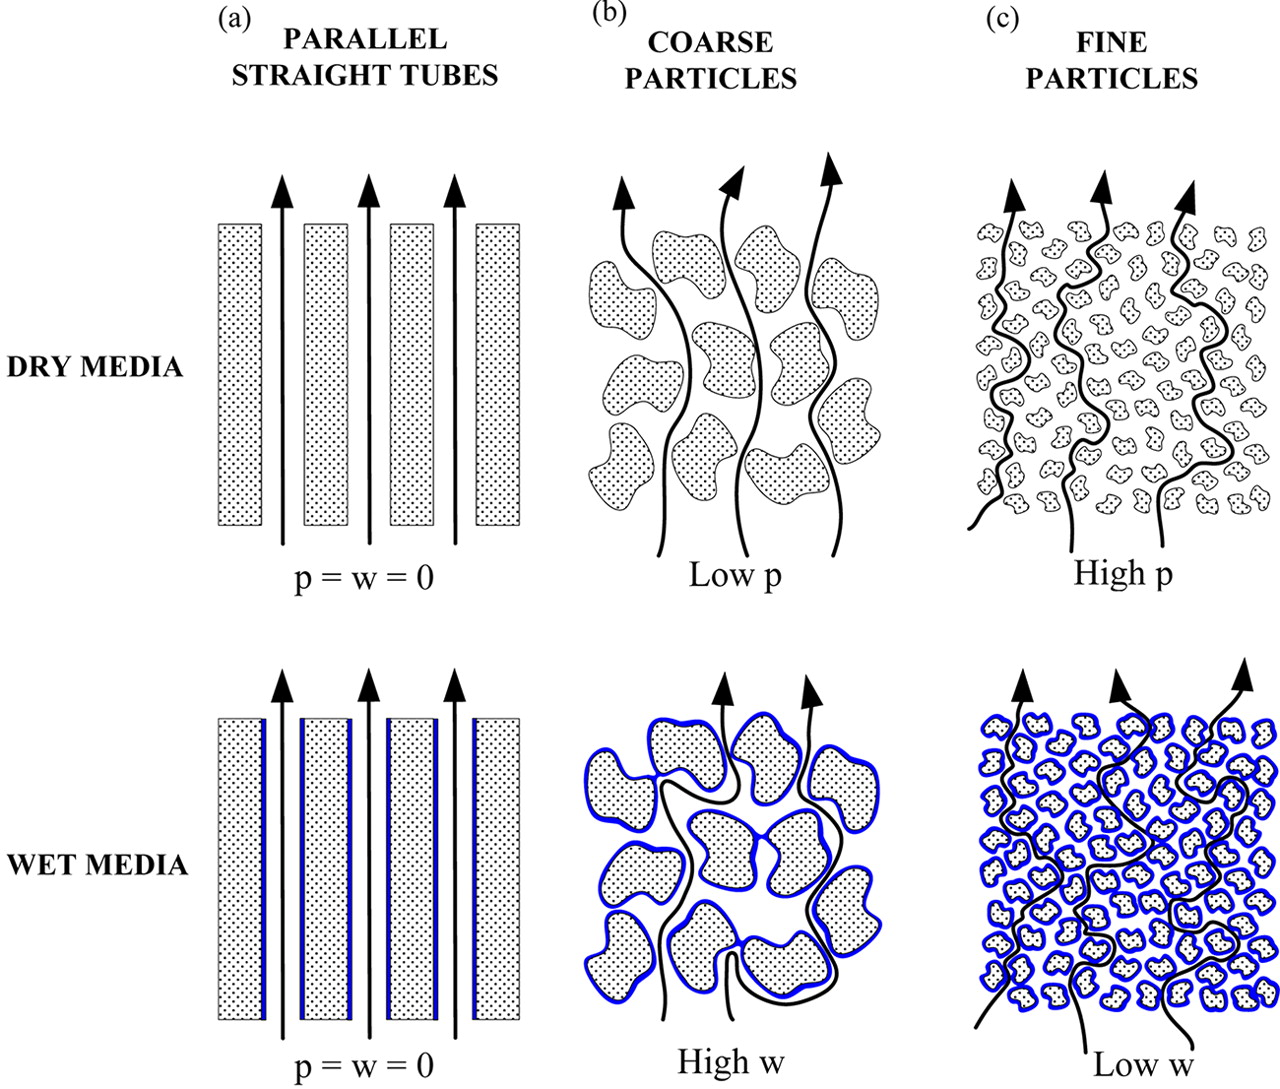 (a)
PARALLEL
STRAIGHT TUBES
(b)
COARSE
PARTICLES
(c)
FINE
PARTICLES
DRY MEDIA
p = w = 0
Low p
High p
WET MEDIA
p = w = 0
High w
Low w